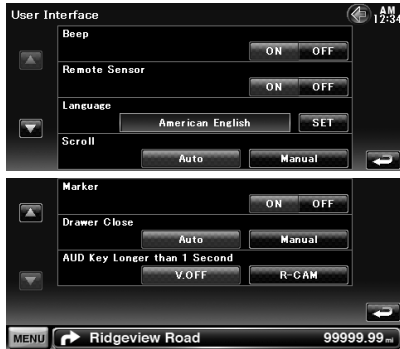 User Interface
AM
12:34
Beep
ON OFF
Remote Sensor
ON OFF
Language
American English SET
Scroll
Auto Manual
Marker
ON OFF
Drawer Close
Auto Manual
AUD Key Longer than 1 Second
V.OFF R-CAM
MENU Ridgeview Road 99999.99 mi